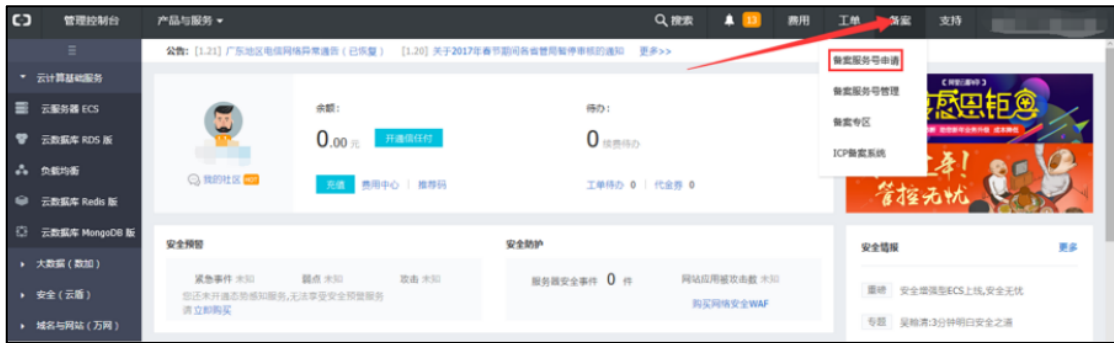 管理控制台 产品与服务 搜索 13 费用 工单 备案 支持
公告: [1.21] 广东地区电信网络异常通告(已恢复) [1.20] 关于2017年春节期间各省管局暂停审核的通知 更多>>
云计算基础服务
云服务器 ECS
云数据库 RDS 版
负载均衡
云数据库 Redis 版
云数据库 MongoDB 版
大数据(数加)
安全(云盾)
域名与网站(万网)
余额:
0.00 元 开通信任付
我的社区 HOT
充值 费用中心 推荐码
待办:
0 续费待办
工单待办 0 代金券 0
备案服务号申请
备案服务号管理
备案专区
ICP备案系统
感恩钜惠
管控无忧
安全预警
紧急事件 未知 弱点 未知 攻击 未知
您还未开通态势感知服务,无法享受安全预警服务
请 立即购买
安全防护
服务器安全事件 0 件 网站应用被攻击数 未知
购买网络安全WAF
安全情报 更多
重磅 安全增强型ECS上线,安全无忧
专题 吴翰清:3分钟明白安全之道